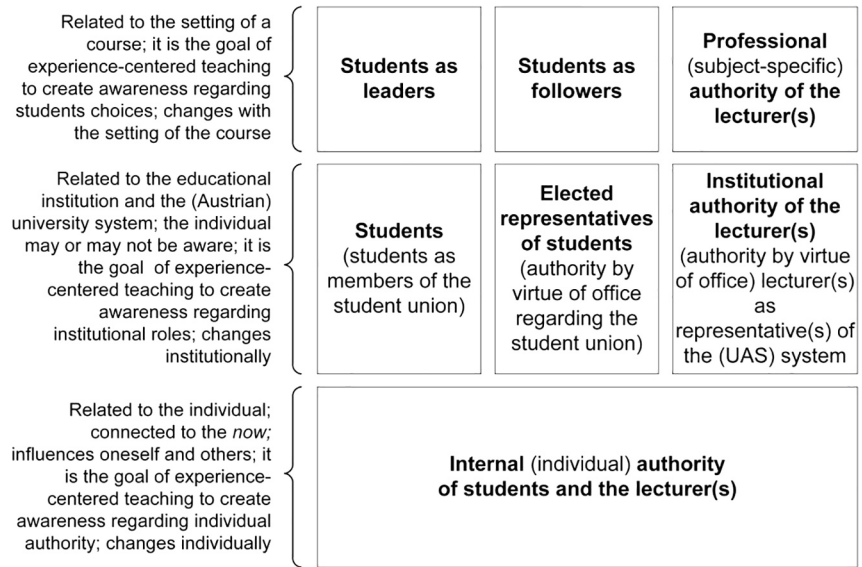 Related to the setting of a
course; it is the goal of
experience-centered teaching
to create awareness regarding
students choices; changes with
the setting of the course
Students as
leaders
Students as
followers
Professional
(subject-specific)
authority of the
lecturer(s)
Related to the educational
institution and the (Austrian)
university system; the individual
may or may not be aware; it is
the goal of experience-
centered teaching to create
awareness regarding
institutional roles; changes
institutionally
Students
(students as
members of the
student union)
Elected
representatives
of students
(authority by
virtue of office
regarding the
student union)
Institutional
authority of the
lecturer(s)
(authority by virtue
of office) lecturer(s)
as
representative(s) of
the (UAS) system
Related to the individual;
connected to the now;
influences oneself and others; it
is the goal of experience-
centered teaching to create
awareness regarding individual
authority; changes individually
Internal (individual) authority
of students and the lecturer(s)